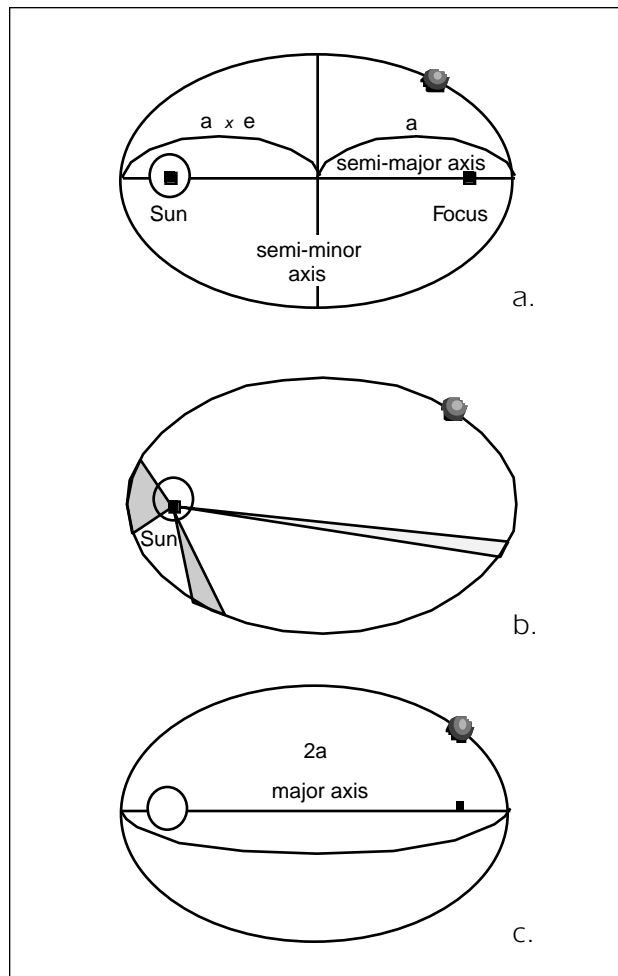 a x e
a
semi-major axis
Sun
Focus
semi-minor
axis
a.
Sun
b.
2a
major axis
c.